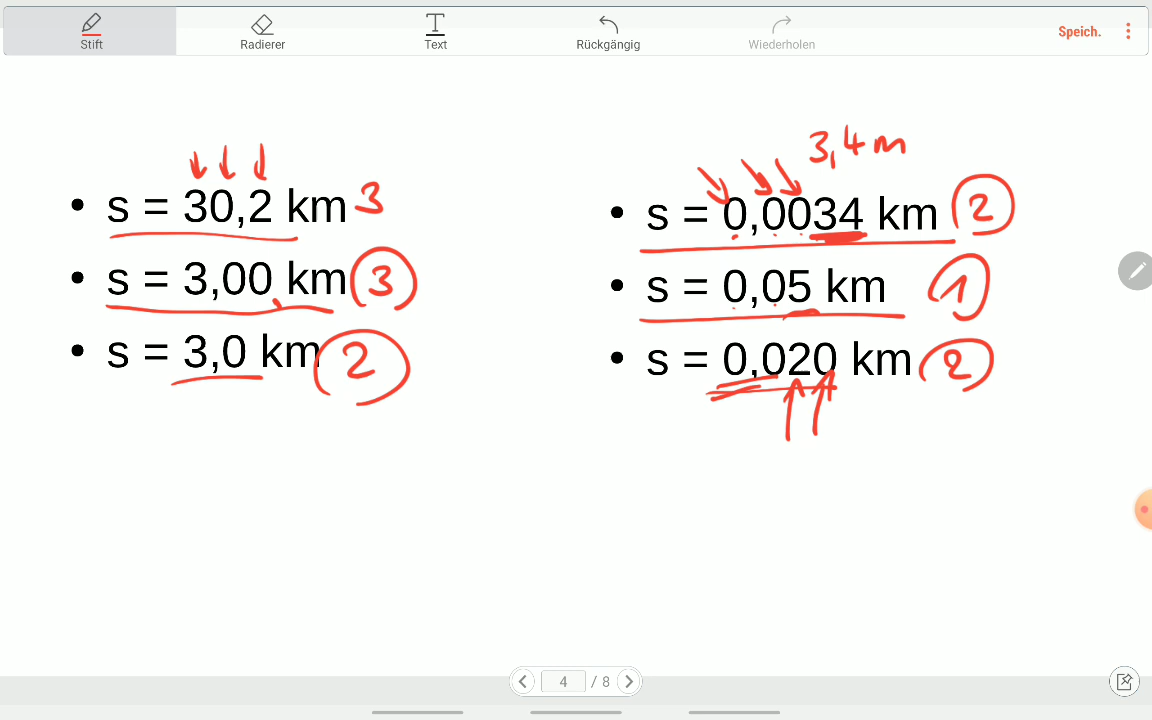 Stift
Radierer
Text
Rückgängig
Wiederholen
Speich.
• s = 30,2 km 3
• s = 3,00 km 3
• s = 3,0 km 2
3,4 m
• s = 0,0034 km 2
• s = 0,05 km 1
• s = 0,020 km 2
4 / 8